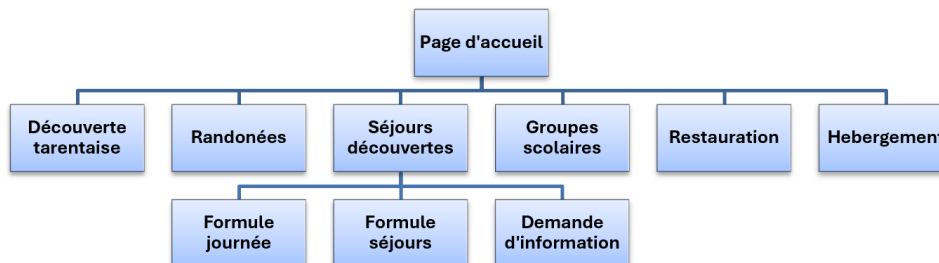 Page d'accueil
Découverte
tarentaise
Randonées
Séjours
découvertes
Groupes
scolaires
Restauration
Hebergement
Formule
journée
Formule
séjours
Demande
d'information